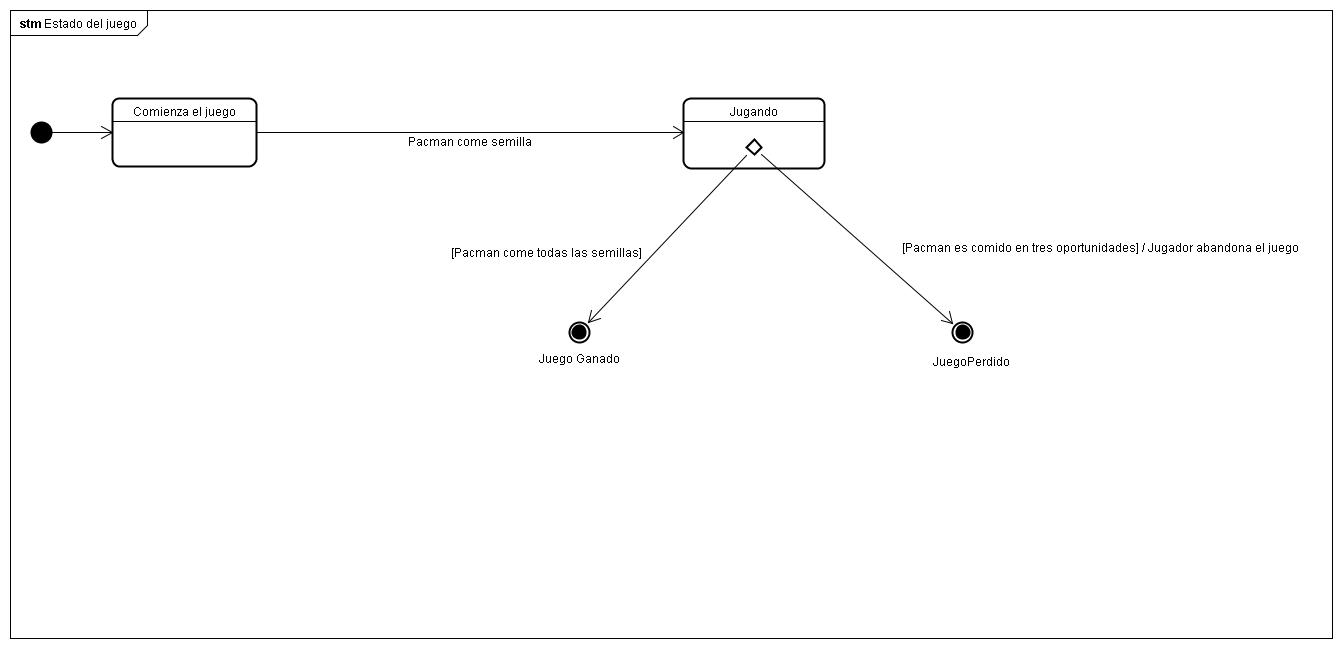 stm Estado del juego
Comienza el juego
Jugando
Pacman come semilla
[Pacman come todas las semillas]
[Pacman es comido en tres oportunidades] / Jugador abandona el juego
Juego Ganado
JuegoPerdido